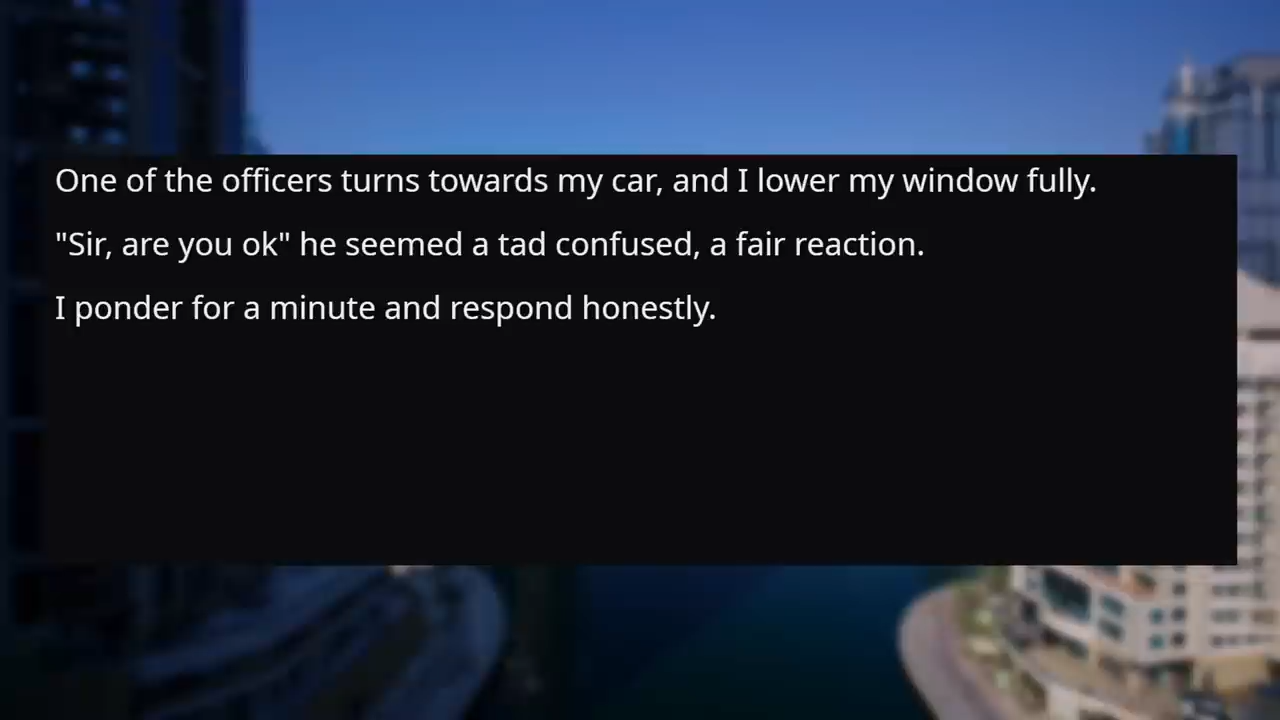 One of the officers turns towards my car, and I lower my window fully.
"Sir, are you ok" he seemed a tad confused, a fair reaction.
I ponder for a minute and respond honestly.